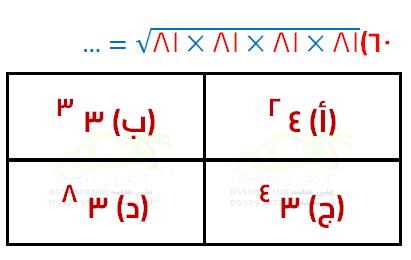 ٦٠) √٨١ × ٨١ × ٨١ × ٨١ = ...
(أ) ٤ ٢
(ب) ٣ ٣
(ج) ٣ ٤
(د) ٣ ٨